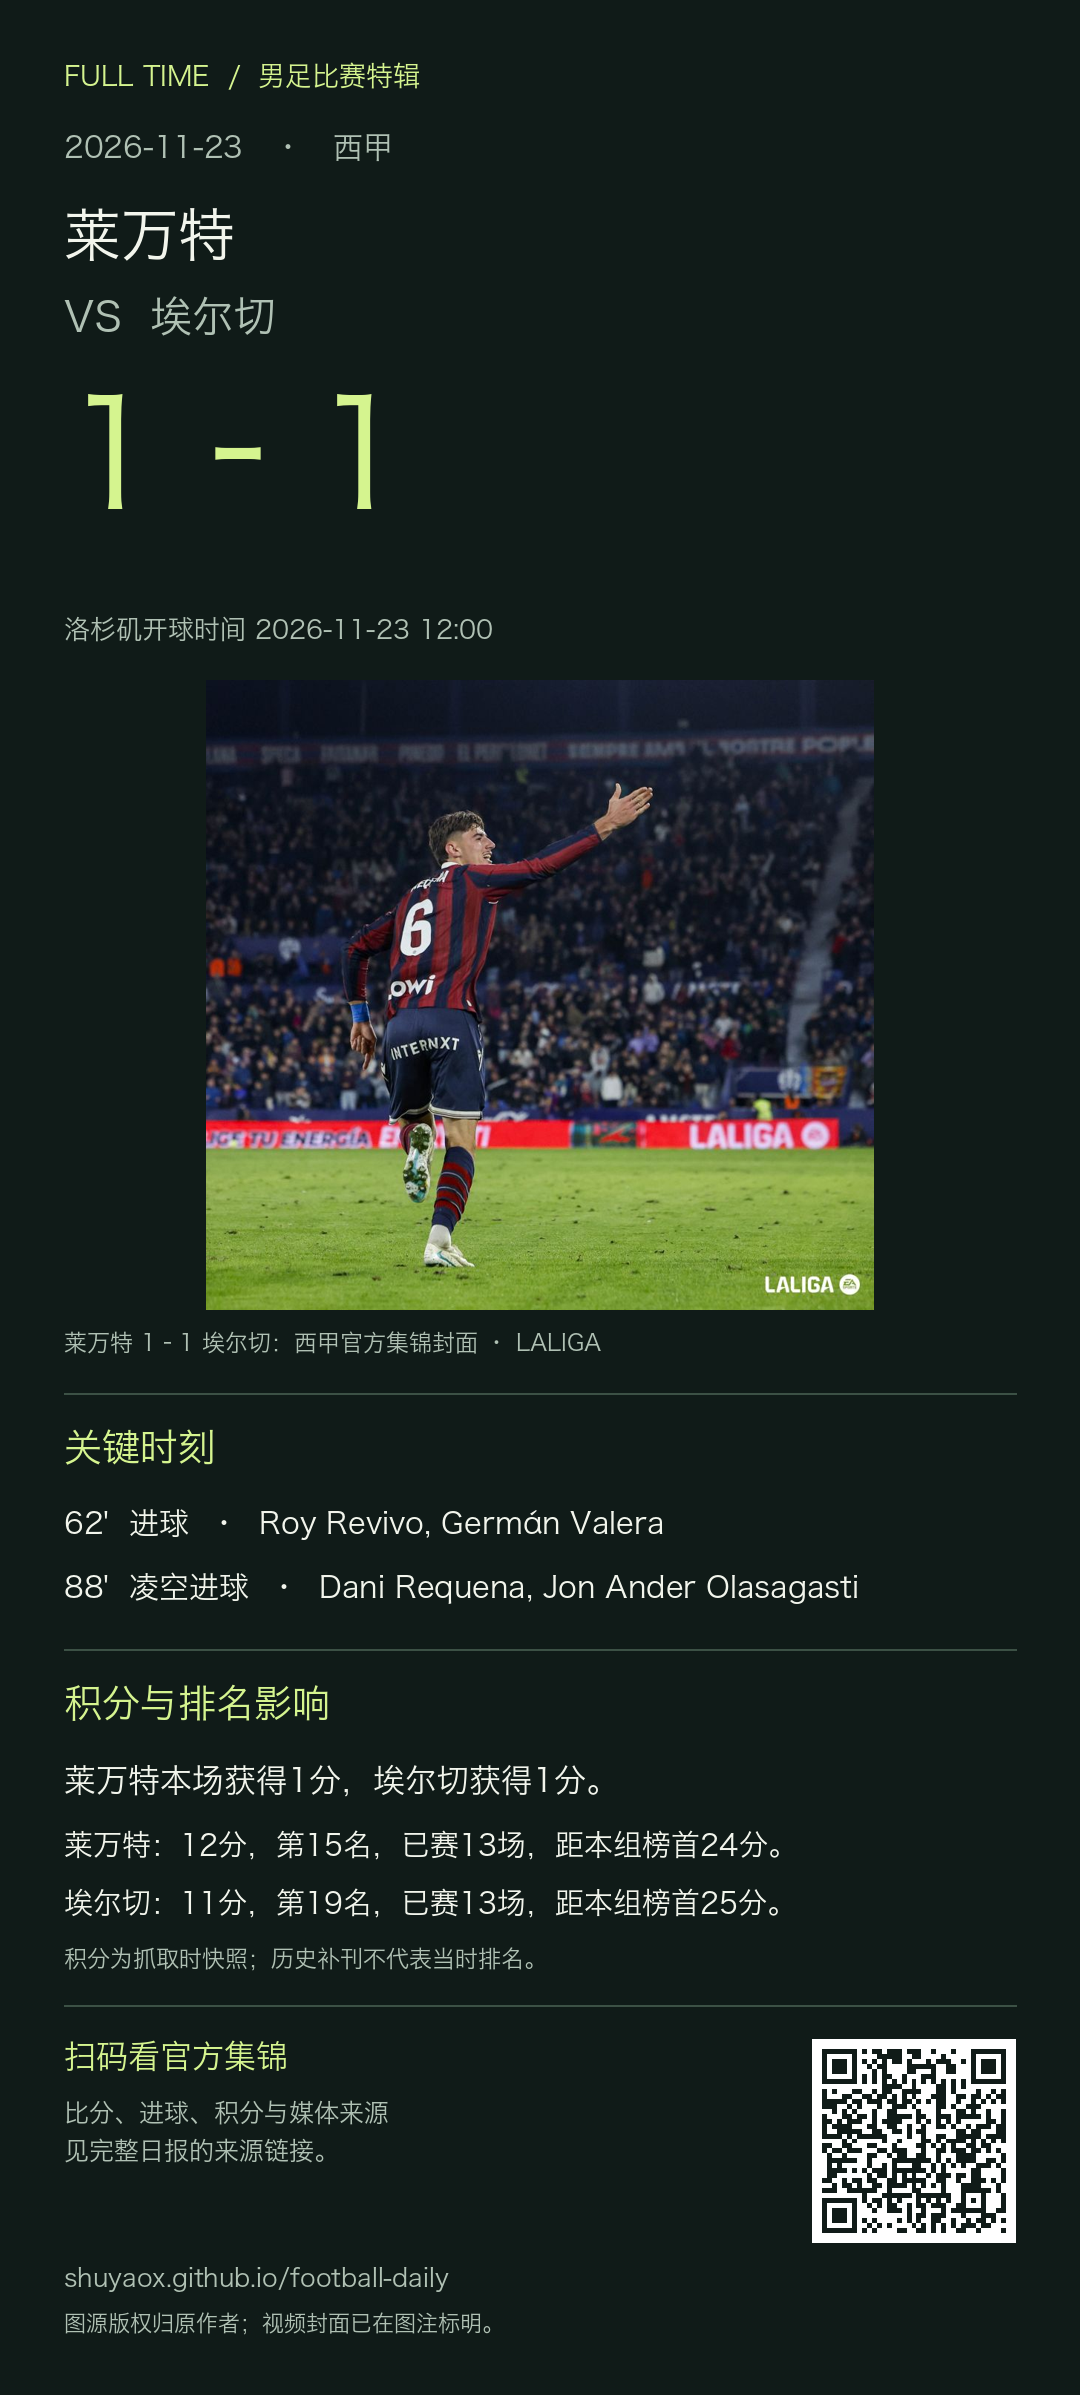 FULL TIME / 男足比赛特辑
2026-11-23 · 西甲
莱万特
VS 埃尔切
1 - 1
洛杉矶开球时间 2026-11-23 12:00
SEMPRE
6
OWI
INTERNXT
TU ENERGÍA
LALIGA
LALIGA
莱万特 1 - 1 埃尔切：西甲官方集锦封面 · LALIGA
关键时刻
62' 进球 · Roy Revivo, Germán Valera
88' 凌空进球 · Dani Requena, Jon Ander Olasagasti
积分与排名影响
莱万特本场获得1分，埃尔切获得1分。
莱万特：12分，第15名，已赛13场，距本组榜首24分。
埃尔切：11分，第19名，已赛13场，距本组榜首25分。
积分为抓取时快照；历史补刊不代表当时排名。
扫码看官方集锦
比分、进球、积分与媒体来源
见完整日报的来源链接。
shuyaox.github.io/football-daily
图源版权归原作者；视频封面已在图注标明。